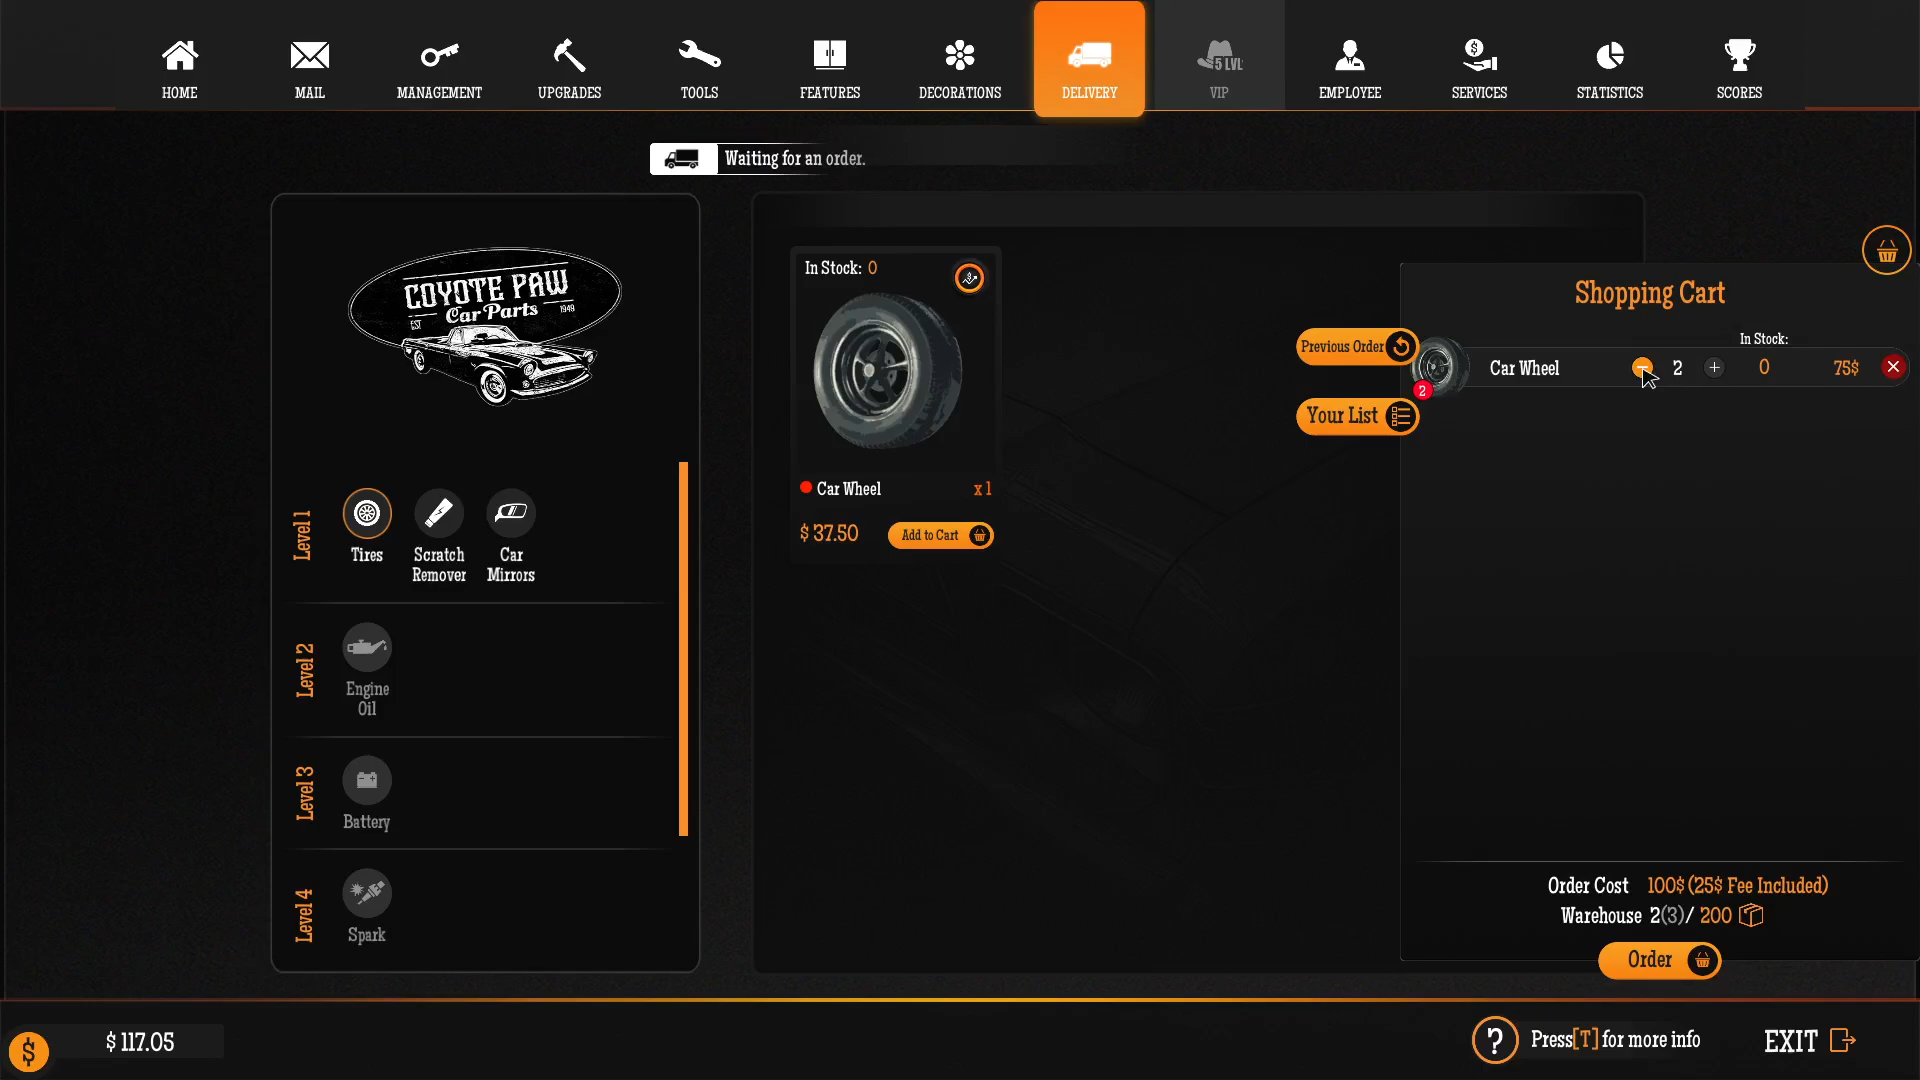 HOME
MAIL
MANAGEMENT
UPGRADES
TOOLS
FEATURES
DECORATIONS
DELIVERY
5 LVL
VIP
EMPLOYEE
SERVICES
STATISTICS
SCORES
Waiting for an order.
COYOTE PAW
Car Parts
EST 1949
Level 1
Tires
Scratch Remover
Car Mirrors
Level 2
Engine Oil
Level 3
Battery
Level 4
Spark
In Stock: 0
Car Wheel x 1
$ 37.50 Add to Cart
Previous Order
Your List
Shopping Cart
In Stock:
Car Wheel - 2 + 0 75$
2
Order Cost 100$ (25$ Fee Included)
Warehouse 2(3)/ 200
Order
$ $ 117.05
? Press[T] for more info
EXIT